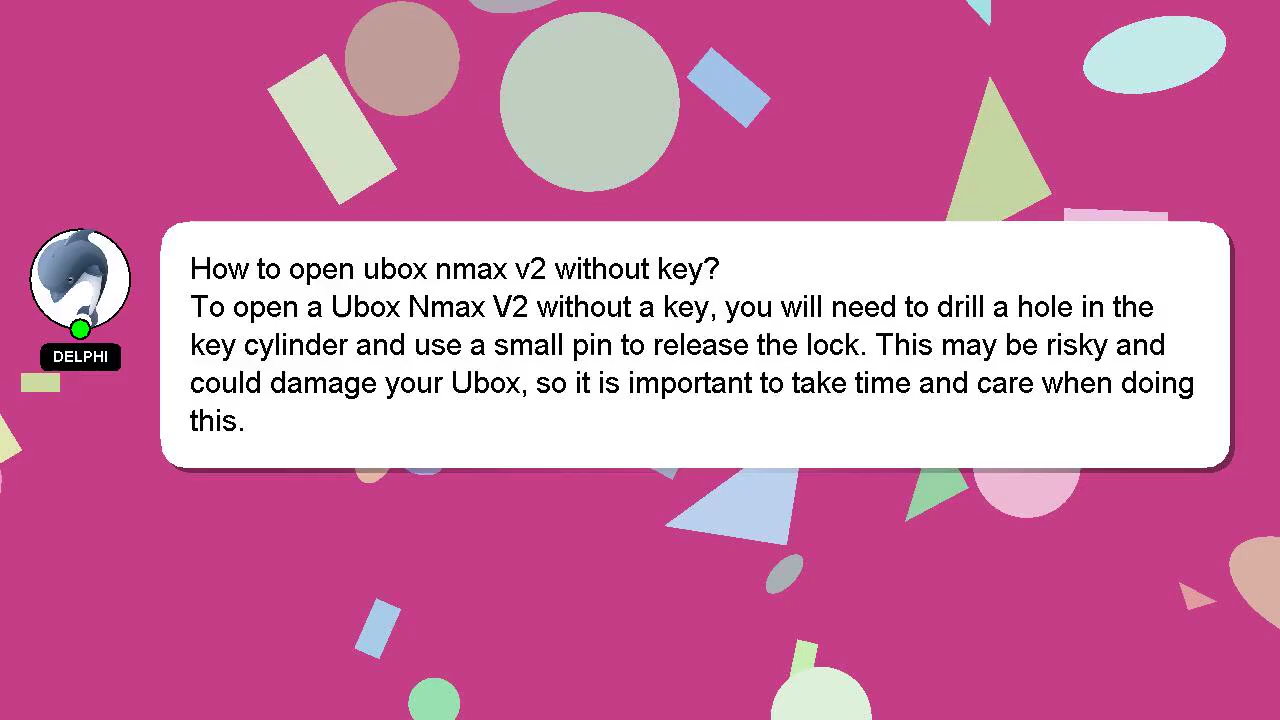 How to open ubox nmax v2 without key?
To open a Ubox Nmax V2 without a key, you will need to drill a hole in the
key cylinder and use a small pin to release the lock. This may be risky and
could damage your Ubox, so it is important to take time and care when doing
this.
DELPHI